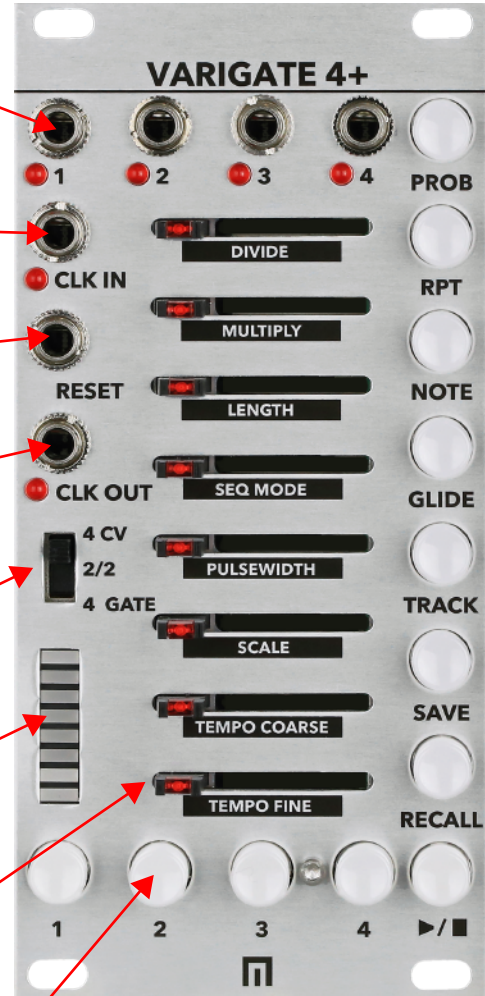 VARIGATE 4+
1 2 3 4
PROB
DIVIDE
CLK IN
RPT
MULTIPLY
RESET
NOTE
LENGTH
CLK OUT
SEQ MODE
GLIDE
4 CV
2/2
4 GATE
PULSEWIDTH
TRACK
SCALE
SAVE
TEMPO COARSE
TEMPO FINE
RECALL
1 2 3 4 ▶/■